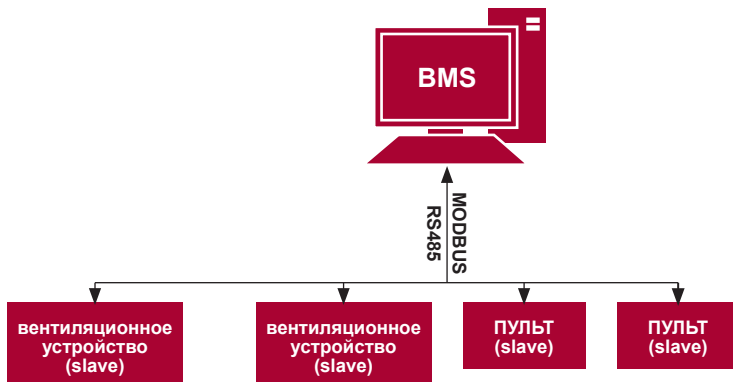 BMS
MODBUS
RS485
вентиляционное
устройство
(slave)
вентиляционное
устройство
(slave)
ПУЛЬТ
(slave)
ПУЛЬТ
(slave)